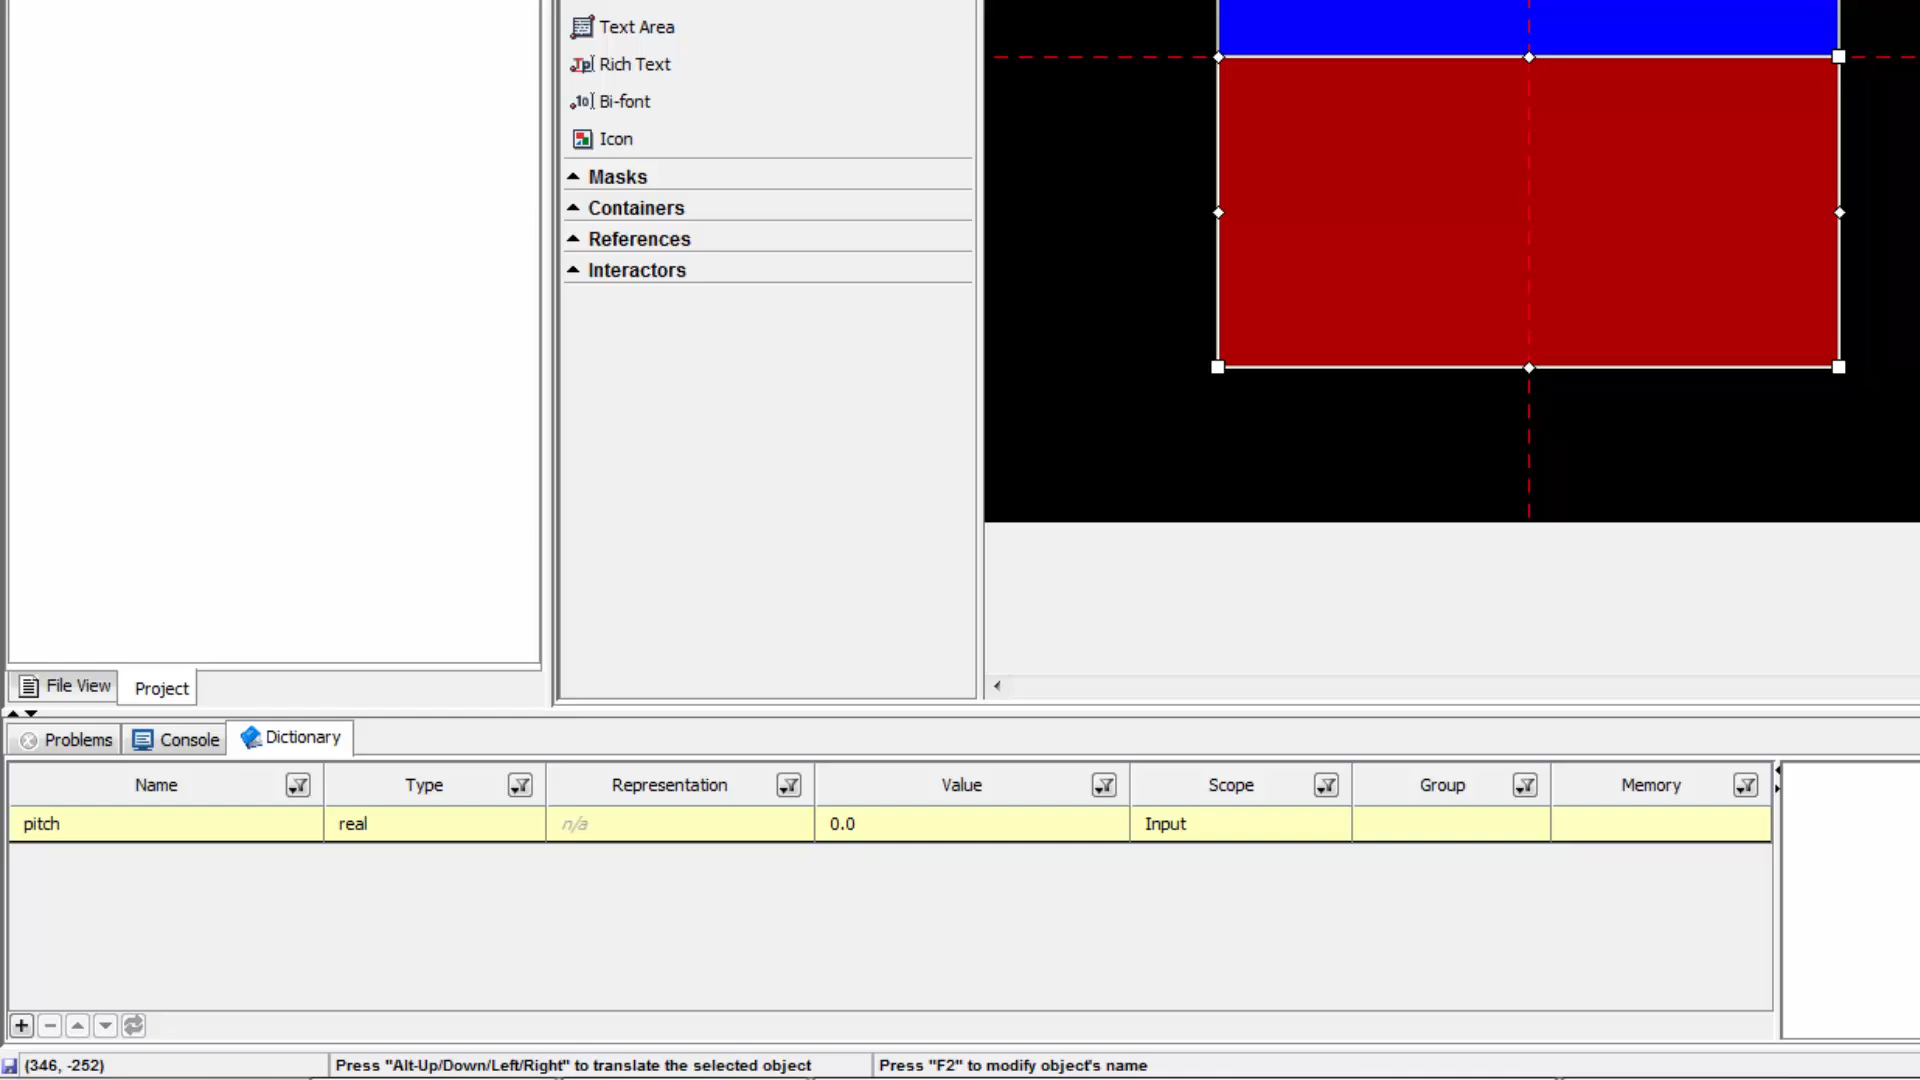 Text Area
Rich Text
Bi-font
Icon
Masks
Containers
References
Interactors
File View Project
Problems Console Dictionary
Name Type Representation Value Scope Group Memory
pitch real n/a 0.0 Input
(346, -252) Press "Alt-Up/Down/Left/Right" to translate the selected object Press "F2" to modify object's name